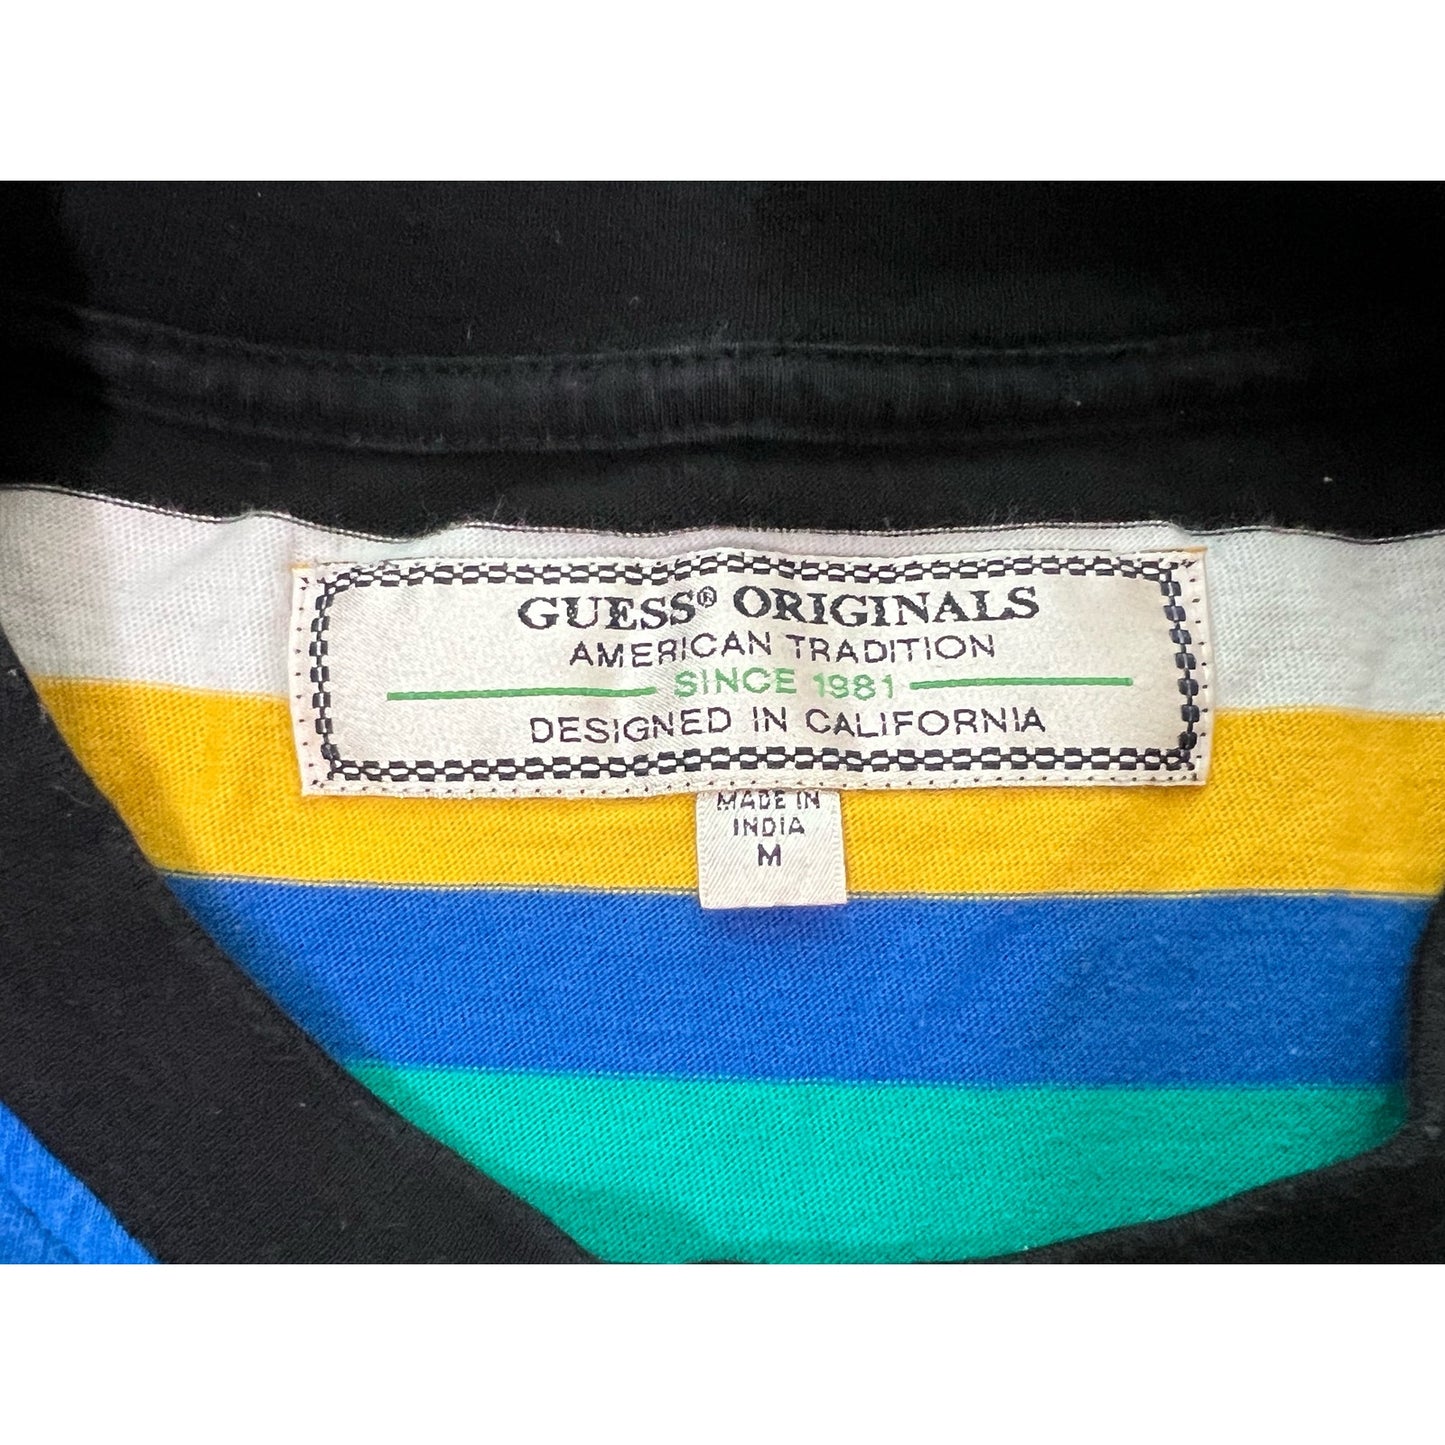 GUESS® ORIGINALS
AMERICAN TRADITION
SINCE 1981
DESIGNED IN CALIFORNIA
MADE IN
INDIA
M